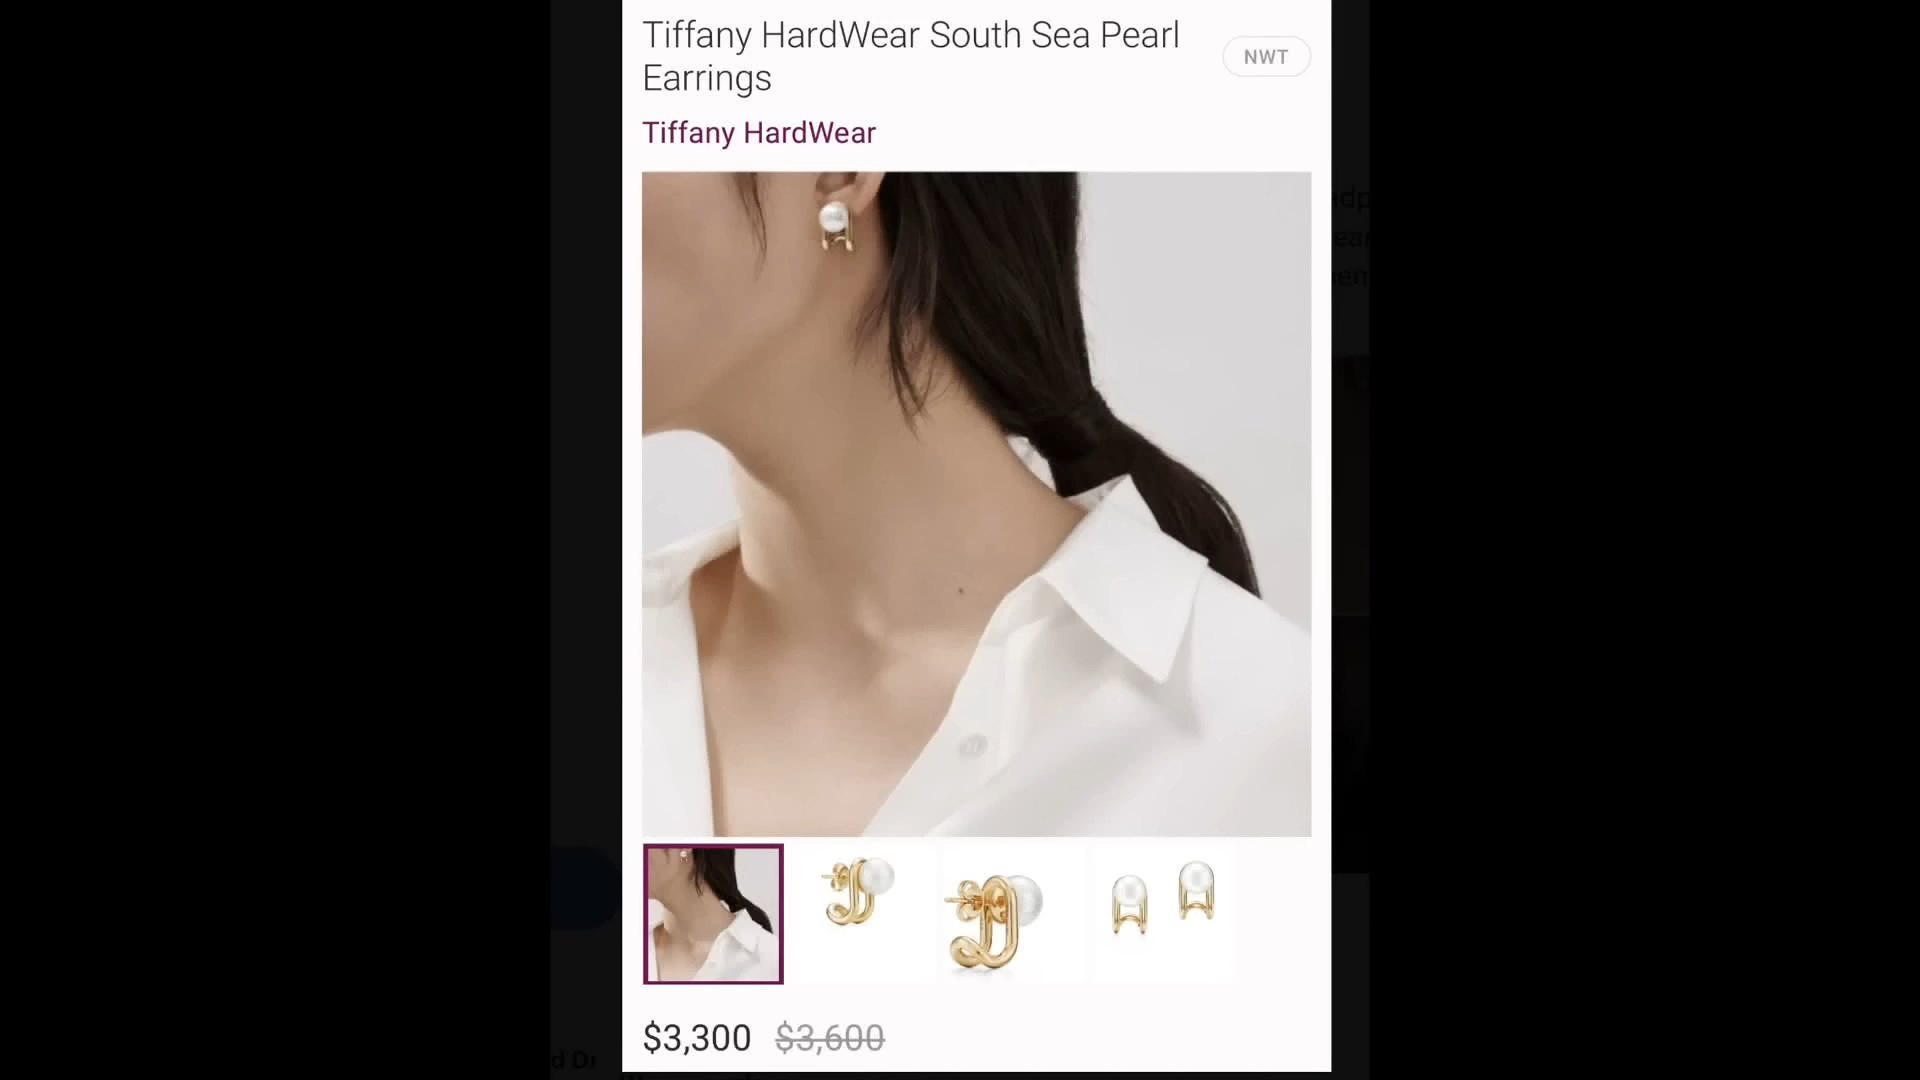 Tiffany HardWear South Sea Pearl
Earrings
NWT
Tiffany HardWear
$3,300 $3,600